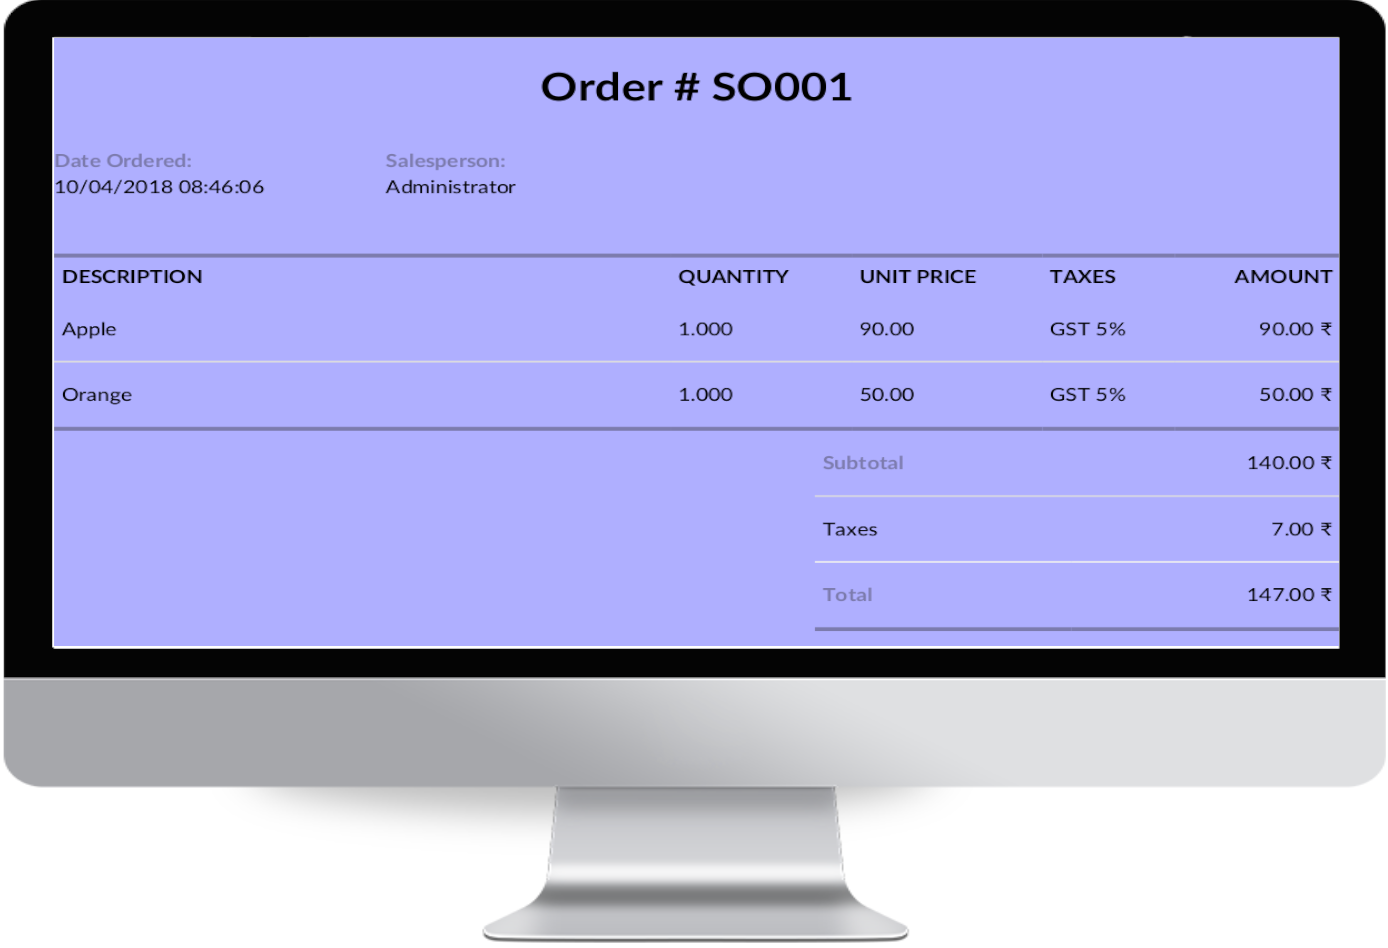 Order # SO001
Date Ordered: Salesperson:
10/04/2018 08:46:06 Administrator
DESCRIPTION QUANTITY UNIT PRICE TAXES AMOUNT
Apple 1.000 90.00 GST 5% 90.00 ₹
Orange 1.000 50.00 GST 5% 50.00 ₹
Subtotal 140.00 ₹
Taxes 7.00 ₹
Total 147.00 ₹